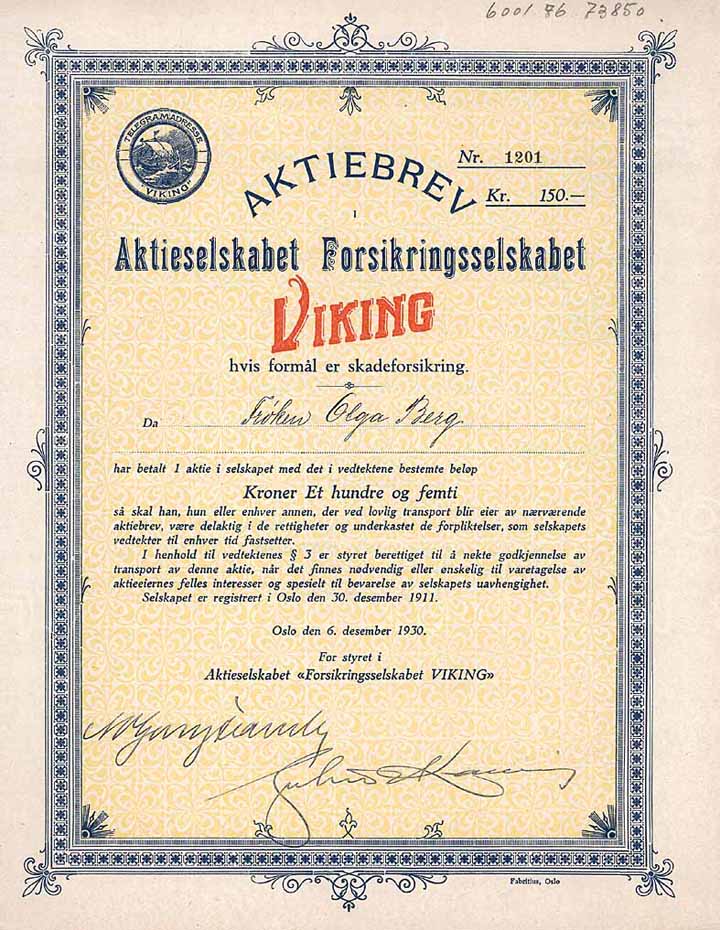 6001 76 73850
TELEGRAMADRESSE
"VIKING"
Nr. 1201
AKTIEBREV
Kr. 150.—
I
Aktieselskabet Forsikringsselskabet
VIKING
hvis formål er skadeforsikring.
Da Frøken Olga Berg
har betalt 1 aktie i selskapet med det i vedtektene bestemte beløp
Kroner Et hundre og femti
så skal han, hun eller enhver annen, der ved lovlig transport blir eier av nærværende
aktiebrev, være delaktig i de rettigheter og underkastet de forpliktelser, som selskapets
vedtekter til enhver tid fastsetter.
I henhold til vedtektenes § 3 er styret berettiget til å nekte godkjennelse av
transport av denne aktie, når det finnes nødvendig eller ønskelig til varetagelse av
aktieeiernes felles interesser og spesielt til bevarelse av selskapets uavhengighet.
Selskapet er registrert i Oslo den 30. desember 1911.
Oslo den 6. desember 1930.
For styret i
Aktieselskabet «Forsikringsselskabet VIKING»
Fabritius, Oslo